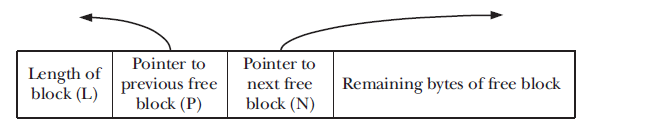 Length of
block (L)
Pointer to
previous free
block (P)
Pointer to
next free
block (N)
Remaining bytes of free block